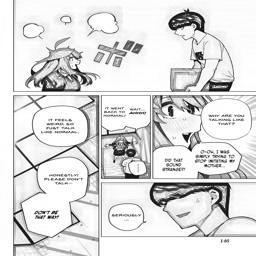 WHY ARE YOU
TALKING LIKE
THAT?
O-OH, I WAS
SIMPLY TRYING TO
STOP IMITATING MY
MOTHER...
DID THAT
SOUND
STRANGE?
WAIT...
IT WENT
BACK TO
NORMAL!
IT FEELS
WEIRD, SO
JUST TALK
LIKE
NORMAL.
HONESTLY!
PLEASE DON'T
TALK...
DON'T BE
THAT WAY!
SERIOUSLY
...